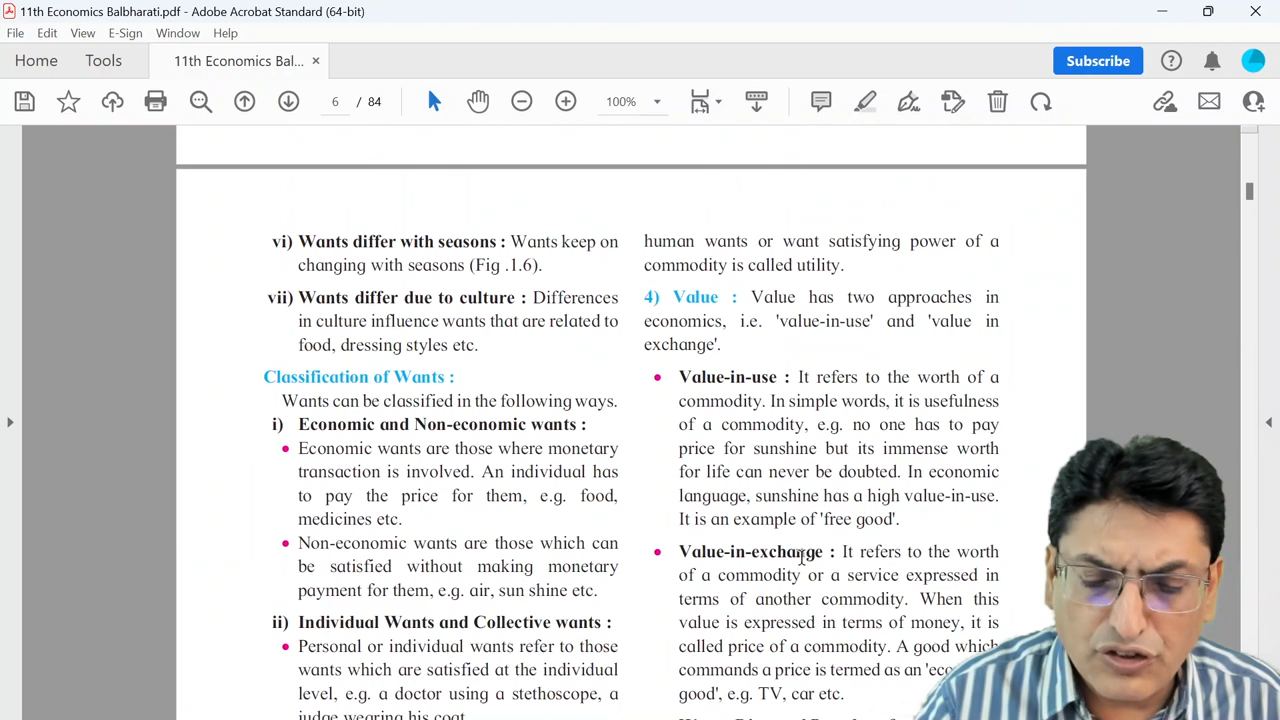 11th Economics Balbharati.pdf - Adobe Acrobat Standard (64-bit)
File Edit View E-Sign Window Help
Home Tools 11th Economics Bal... × Subscribe
6 / 84 100%
vi) Wants differ with seasons : Wants keep on
changing with seasons (Fig .1.6).
vii) Wants differ due to culture : Differences
in culture influence wants that are related to
food, dressing styles etc.
Classification of Wants :
Wants can be classified in the following ways.
i) Economic and Non-economic wants :
• Economic wants are those where monetary
transaction is involved. An individual has
to pay the price for them, e.g. food,
medicines etc.
• Non-economic wants are those which can
be satisfied without making monetary
payment for them, e.g. air, sun shine etc.
ii) Individual Wants and Collective wants :
• Personal or individual wants refer to those
wants which are satisfied at the individual
level, e.g. a doctor using a stethoscope, a
judge wearing his coat.
human wants or want satisfying power of a
commodity is called utility.
4) Value : Value has two approaches in
economics, i.e. 'value-in-use' and 'value in
exchange'.
• Value-in-use : It refers to the worth of a
commodity. In simple words, it is usefulness
of a commodity, e.g. no one has to pay
price for sunshine but its immense worth
for life can never be doubted. In economic
language, sunshine has a high value-in-use.
It is an example of 'free good'.
• Value-in-exchange : It refers to the worth
of a commodity or a service expressed in
terms of another commodity. When this
value is expressed in terms of money, it is
called price of a commodity. A good which
commands a price is termed as an
good', e.g. TV, car etc.